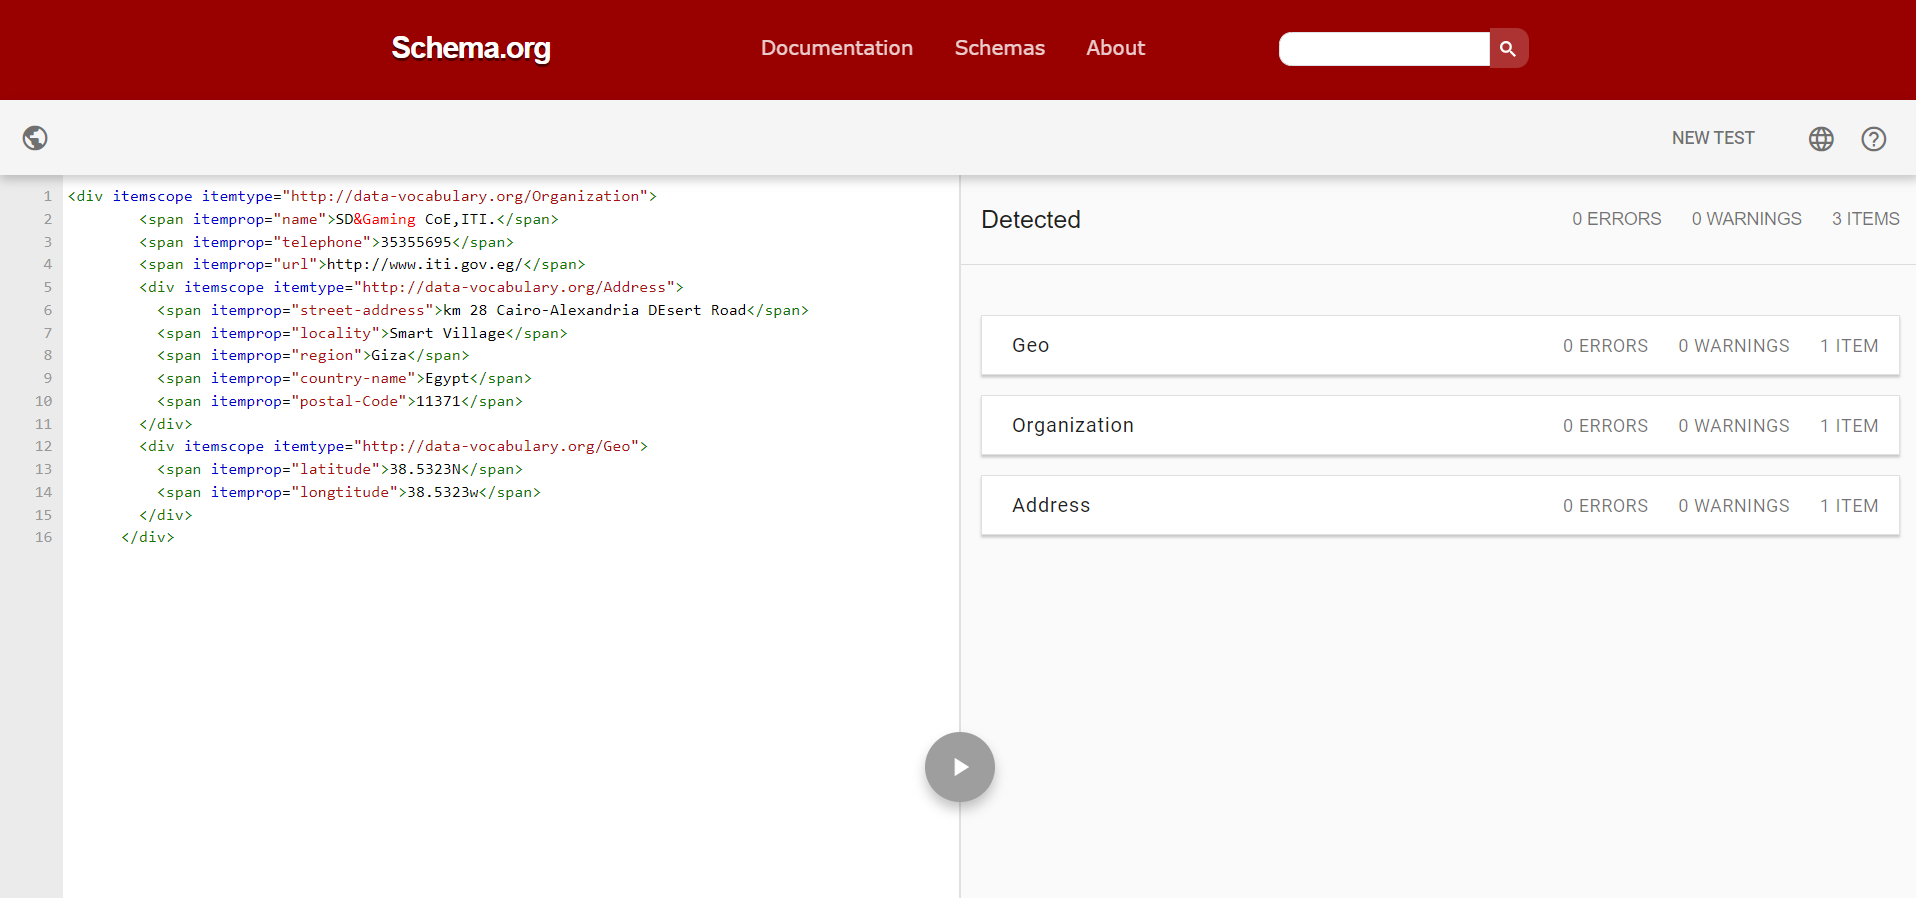 Schema.org
Documentation Schemas About
NEW TEST
1 <div itemscope itemtype="http://data-vocabulary.org/Organization">
2 <span itemprop="name">SD&Gaming CoE,ITI.</span>
3 <span itemprop="telephone">35355695</span>
4 <span itemprop="url">http://www.iti.gov.eg/</span>
5 <div itemscope itemtype="http://data-vocabulary.org/Address">
6 <span itemprop="street-address">km 28 Cairo-Alexandria DEsert Road</span>
7 <span itemprop="locality">Smart Village</span>
8 <span itemprop="region">Giza</span>
9 <span itemprop="country-name">Egypt</span>
10 <span itemprop="postal-Code">11371</span>
11 </div>
12 <div itemscope itemtype="http://data-vocabulary.org/Geo">
13 <span itemprop="latitude">38.5323N</span>
14 <span itemprop="longtitude">38.5323w</span>
15 </div>
16 </div>
Detected 0 ERRORS 0 WARNINGS 3 ITEMS
Geo 0 ERRORS 0 WARNINGS 1 ITEM
Organization 0 ERRORS 0 WARNINGS 1 ITEM
Address 0 ERRORS 0 WARNINGS 1 ITEM